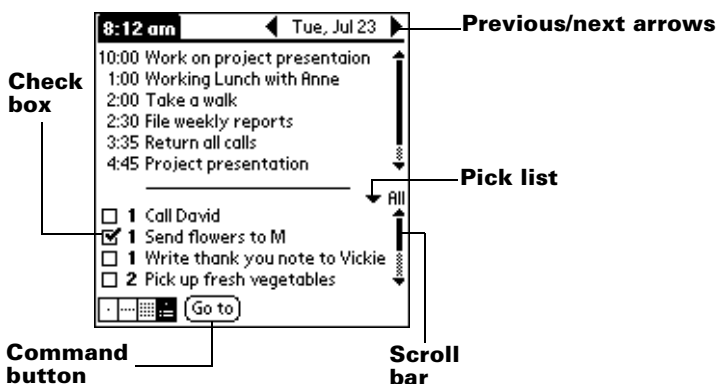 8:12 am
Tue, Jul 23
Previous/next arrows
10:00 Work on project presentaion
1:00 Working Lunch with Anne
2:00 Take a walk
2:30 File weekly reports
3:35 Return all calls
4:45 Project presentation
Check
box
Pick list
All
1 Call David
1 Send flowers to M
1 Write thank you note to Vickie
2 Pick up fresh vegetables
Go to
Command
button
Scroll
bar